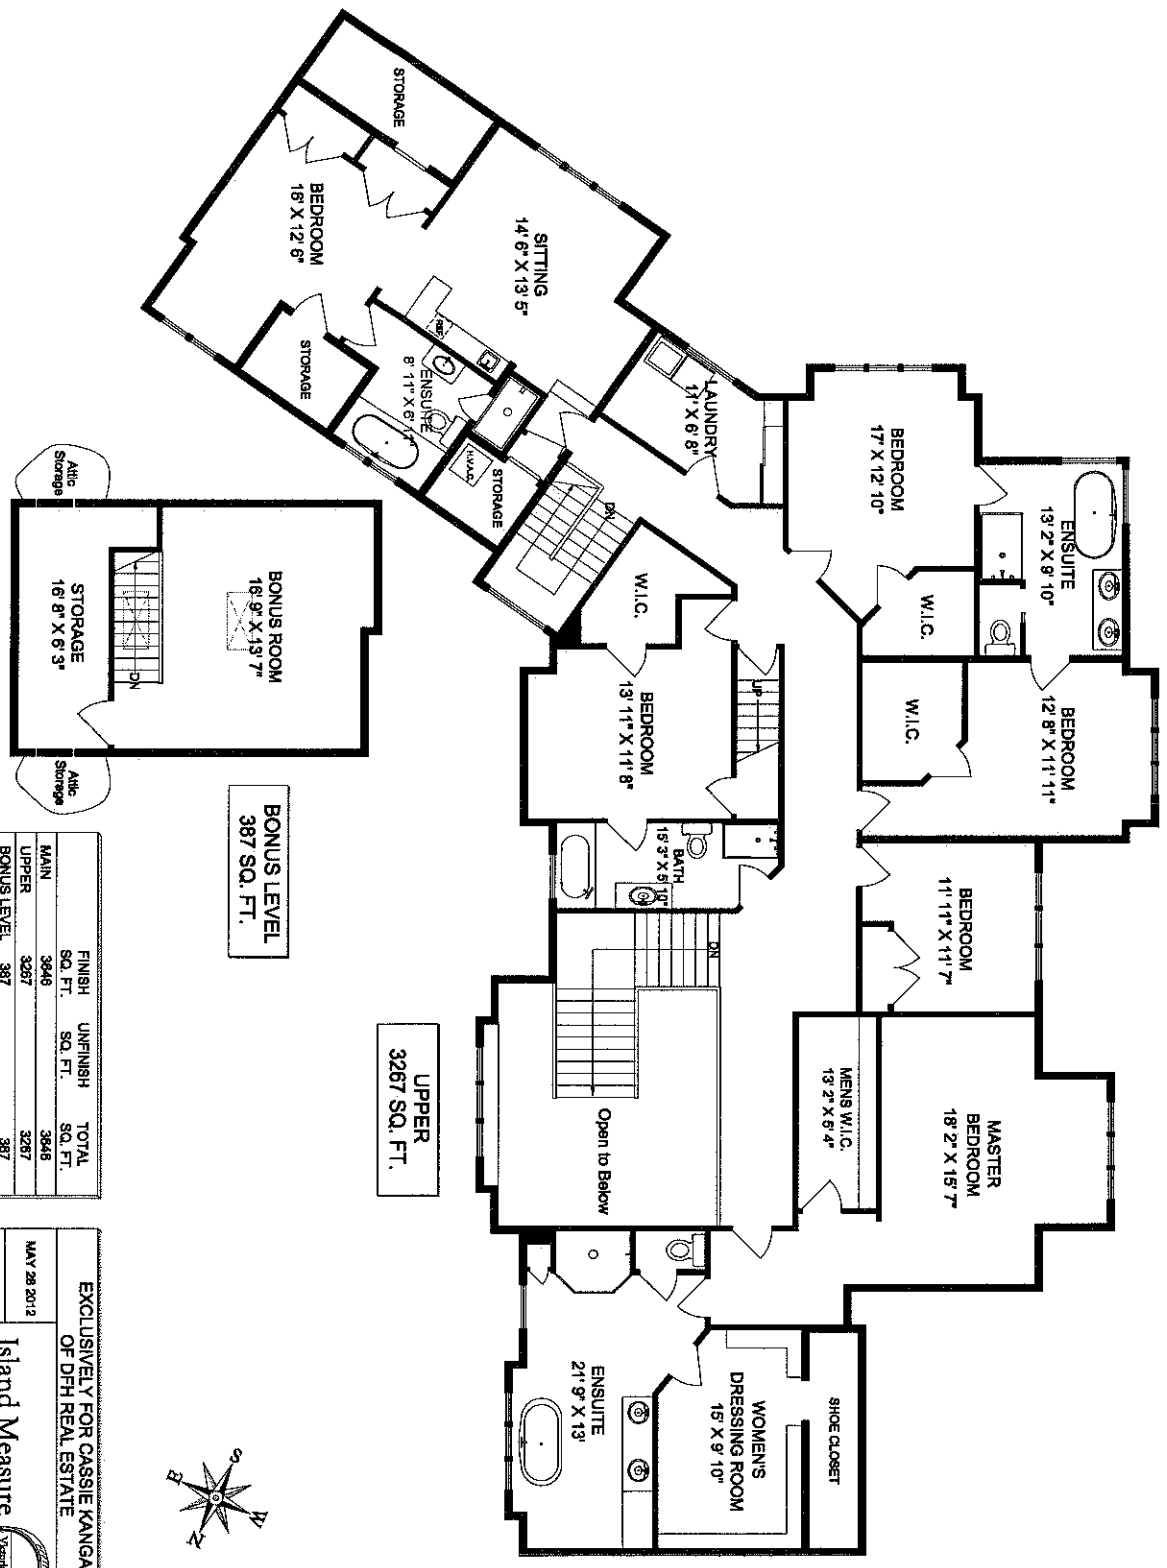 STORAGE
BEDROOM
18' X 12' 6"
SITTING
14' 6" X 13' 5"
STORAGE
REF
ENSUITE
STORAGE
H.V.A.C.
LAUNDRY
11' X 6' 8"
DN
BEDROOM
17' X 12' 10"
ENSUITE
13' 2" X 9' 10"
W.I.C.
W.I.C.
BEDROOM
12' 8" X 11' 11"
W.I.C.
UP
BEDROOM
13' 11" X 11' 8"
BATH
15' 3" X 5' 10"
BEDROOM
11' 11" X 11' 7"
DN
Open to Below
MENS W.I.C.
13' 2" X 5' 4"
MASTER
BEDROOM
18' 2" X 15' 7"
ENSUITE
21' 9" X 13'
WOMEN'S
DRESSING ROOM
15' X 9' 10"
SHOE CLOSET
UPPER
3267 SQ. FT.
Attic
Storage
STORAGE
16' 8" X 6' 3"
BONUS ROOM
16' 9" X 13' 7"
DN
Attic
Storage
BONUS LEVEL
387 SQ. FT.
FINISH UNFINISH TOTAL
SQ. FT. SQ. FT. SQ. FT.
MAIN 3646 3646
UPPER 3267 3267
BONUS LEVEL 387 387
EXCLUSIVELY FOR CASSIE KANGA
OF DFH REAL ESTATE
MAY 28 2012
Island Measure
S
W
E
N